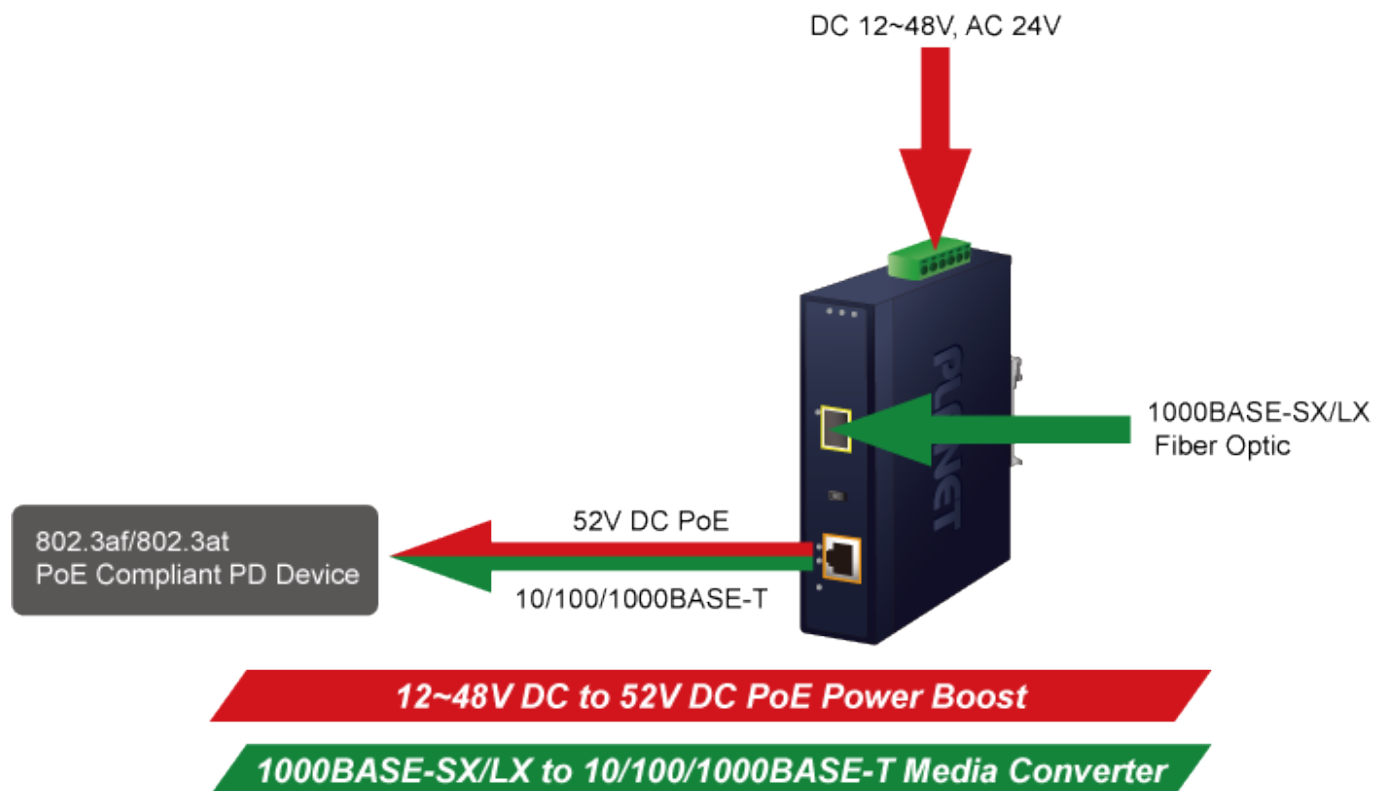 DC 12~48V, AC 24V
PLANET
1000BASE-SX/LX
Fiber Optic
52V DC PoE
802.3af/802.3at
PoE Compliant PD Device
10/100/1000BASE-T
12~48V DC to 52V DC PoE Power Boost
1000BASE-SX/LX to 10/100/1000BASE-T Media Converter